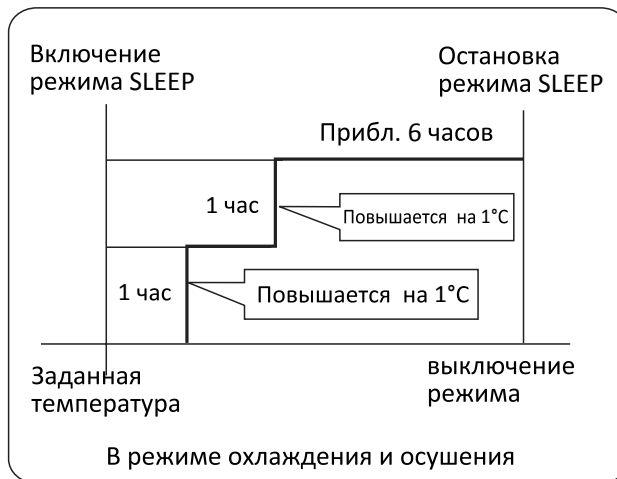 Включение
режима SLEEP
Остановка
режима SLEEP
Прибл. 6 часов
1 час
Повышается на 1°C
1 час
Повышается на 1°C
Заданная
температура
выключение
режима
В режиме охлаждения и осушения